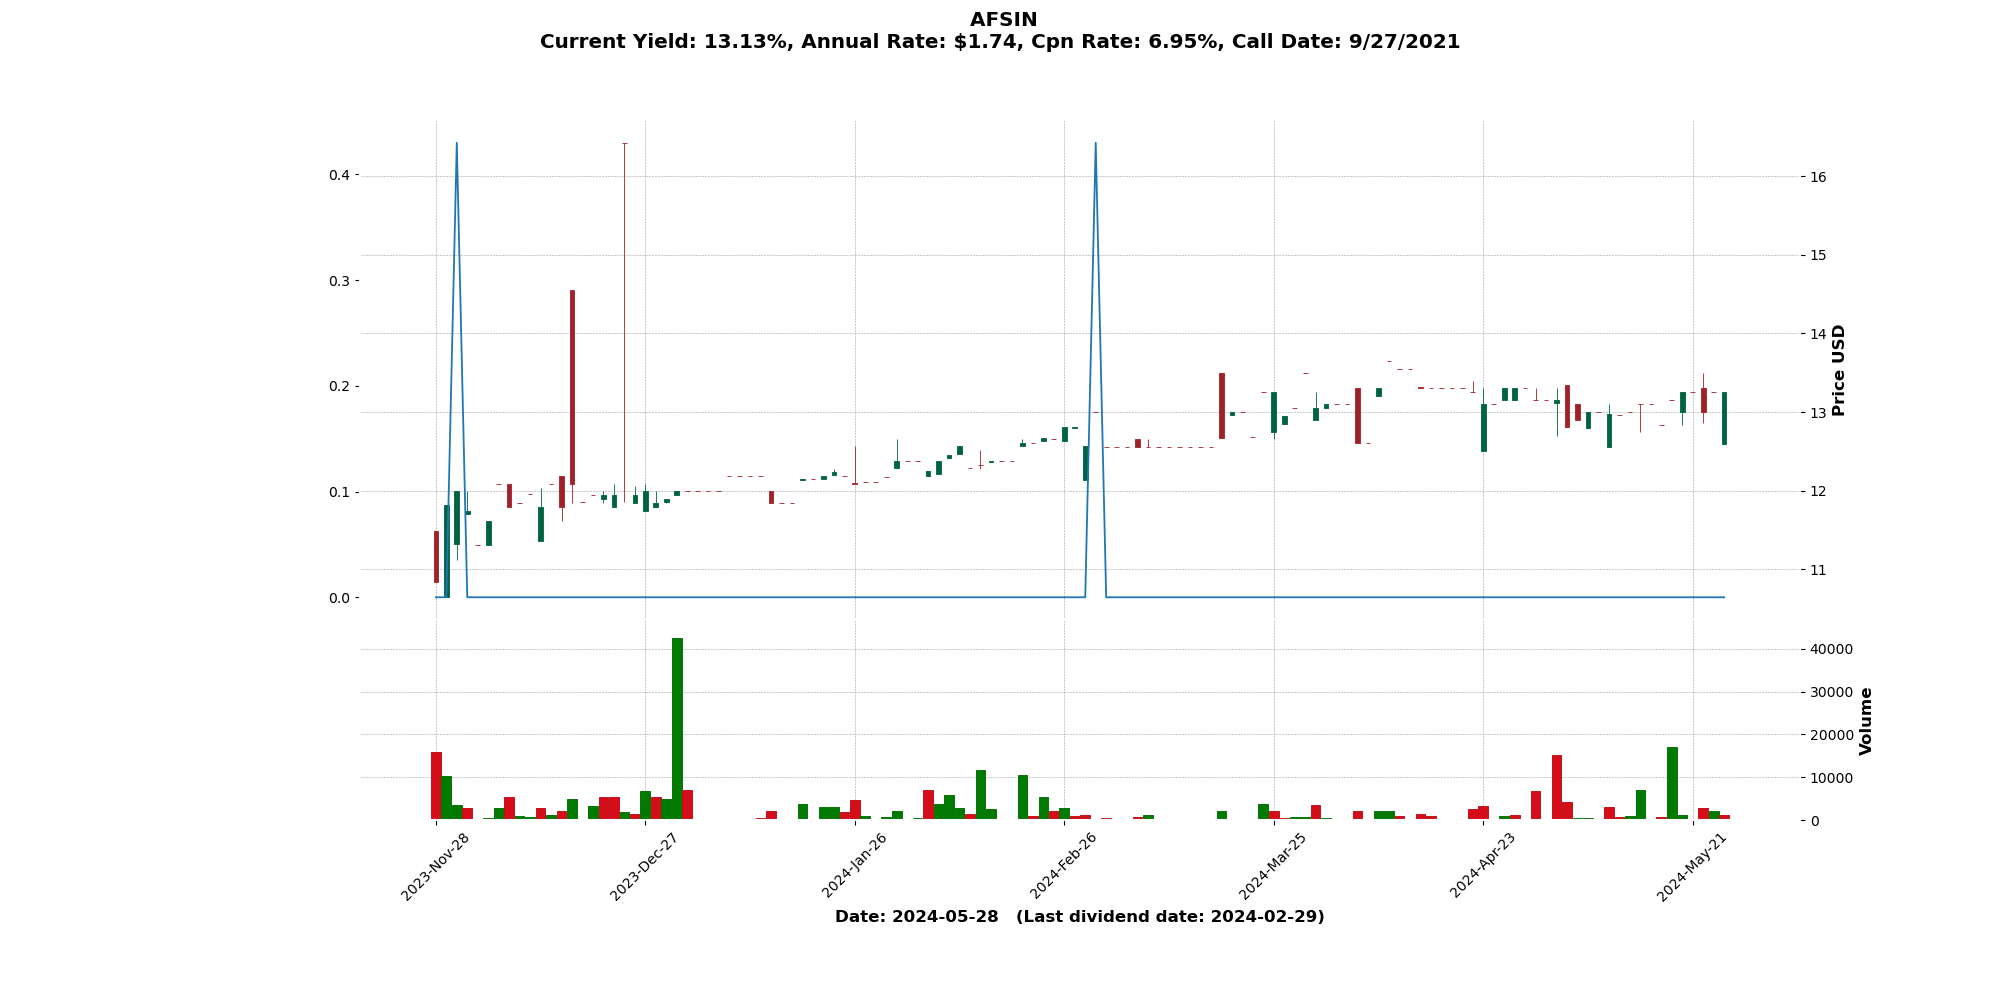 AFSIN
Current Yield: 13.13%, Annual Rate: $1.74, Cpn Rate: 6.95%, Call Date: 9/27/2021
0.4
0.3
0.2
0.1
0.0
16
15
14
13
12
11
Price USD
40000
30000
20000
10000
0
Volume
2023-Nov-28
2023-Dec-27
2024-Jan-26
2024-Feb-26
2024-Mar-25
2024-Apr-23
2024-May-21
Date: 2024-05-28 (Last dividend date: 2024-02-29)